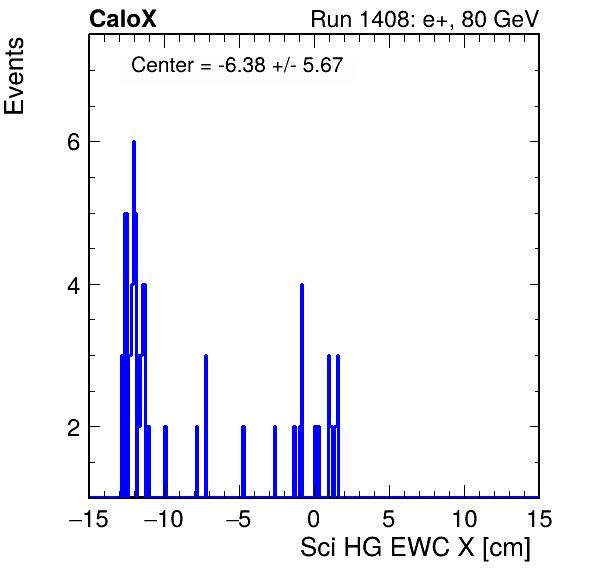 CaloX
Run 1408: e+, 80 GeV
Events
Center = -6.38 +/- 5.67
6
4
2
−15
−10
−5
0
5
10
15
Sci HG EWC X [cm]